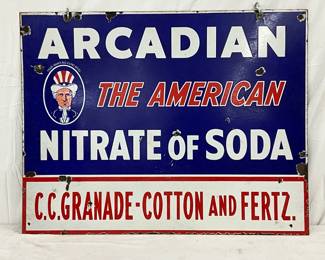 ARCADIAN
THE AMERICAN
NITRATE OF SODA
C.C.GRANADE-COTTON AND FERTZ.